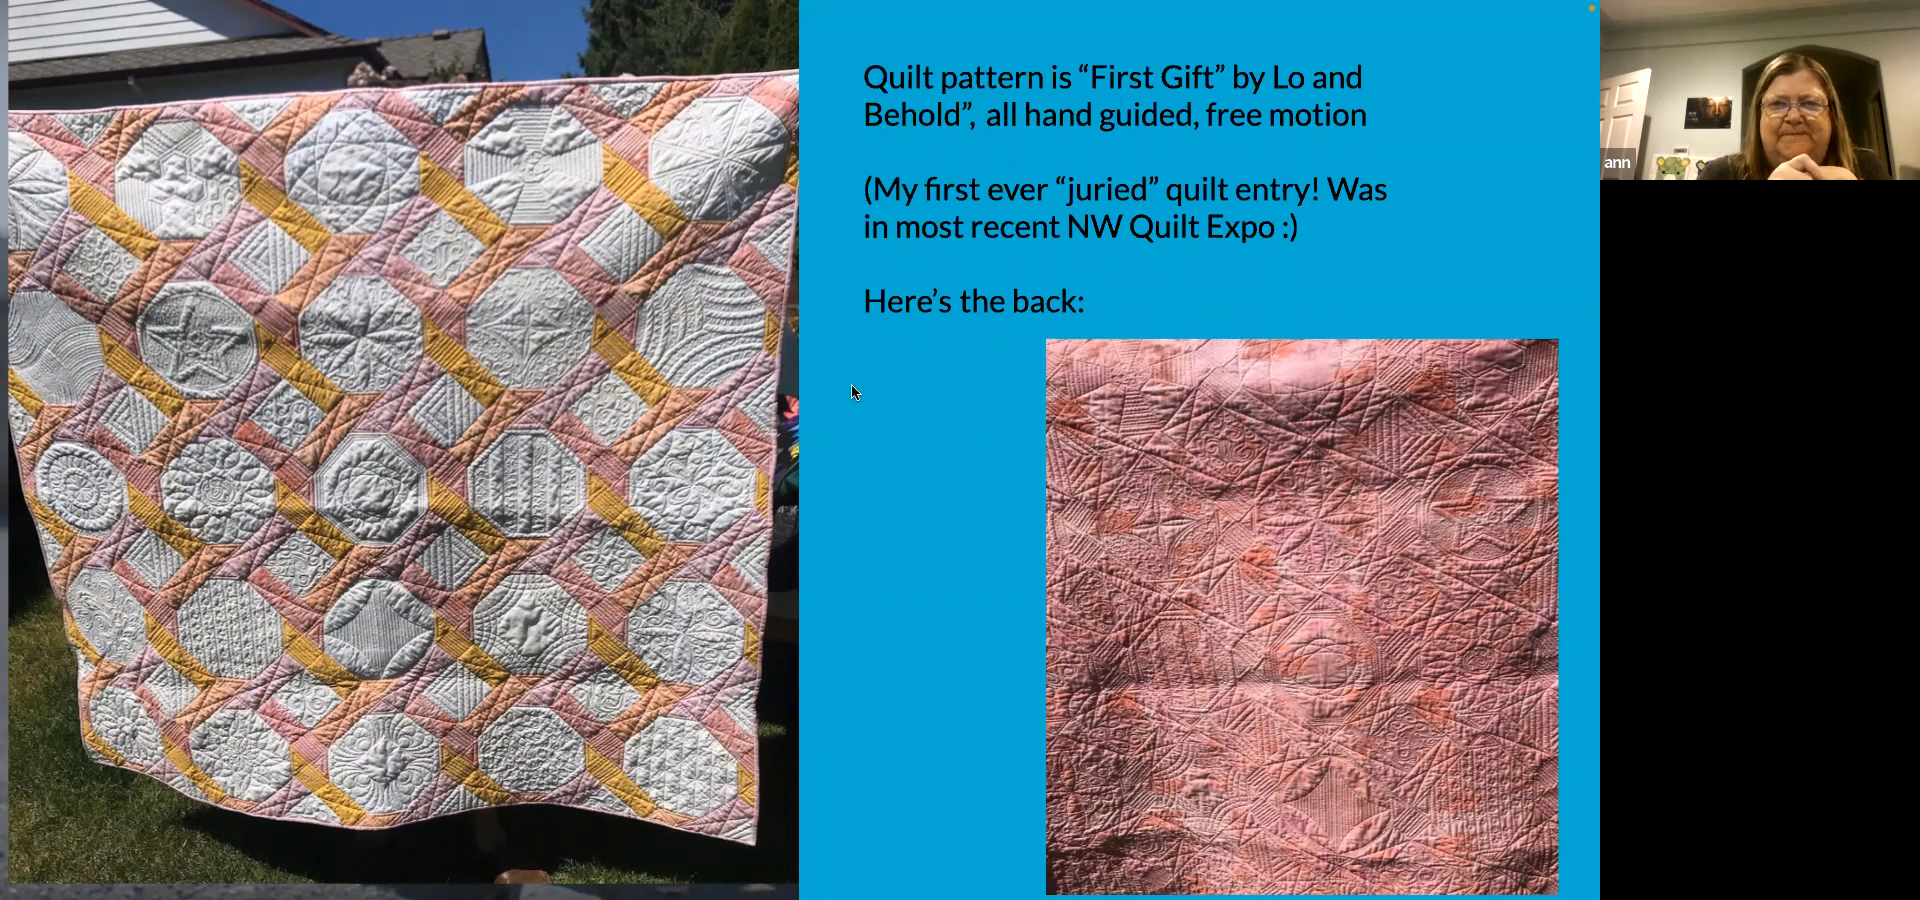 Quilt pattern is “First Gift” by Lo and
Behold”, all hand guided, free motion
(My first ever “juried” quilt entry! Was
in most recent NW Quilt Expo :)
Here’s the back:
ann